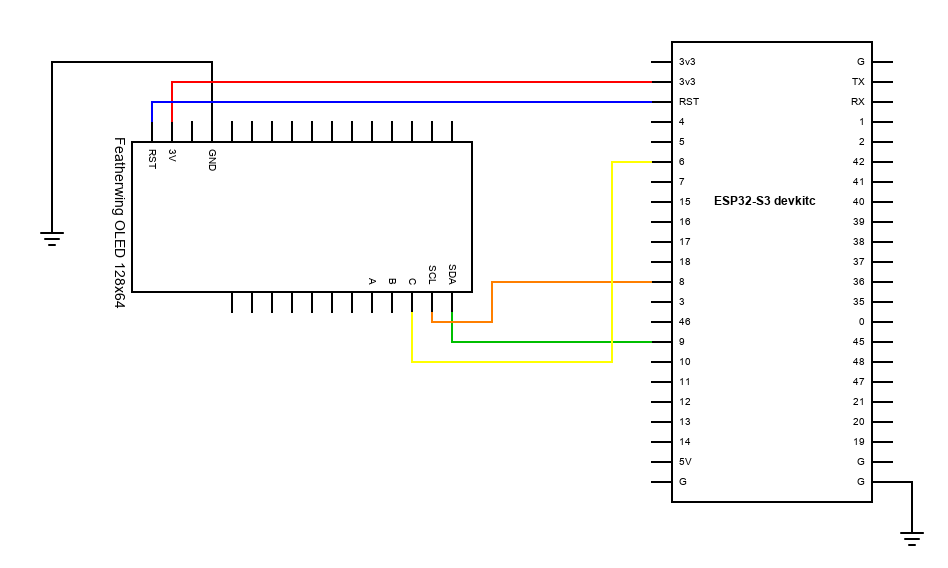 Featherwing OLED 128x64
RST
3V
GND
A
B
C
SCL
SDA
ESP32-S3 devkitc
3v3
3v3
RST
4
5
6
7
15
16
17
18
8
3
46
9
10
11
12
13
14
5V
G
G
TX
RX
1
2
42
41
40
39
38
37
36
35
0
45
48
47
21
20
19
G
G